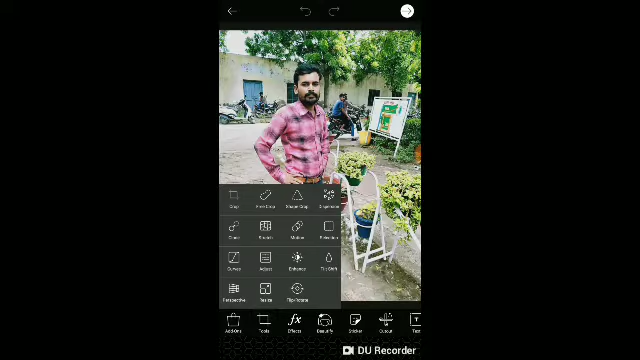 Crop Free Crop Shape Crop Dispersion
Clone Stretch Motion Selection
Curves Adjust Enhance Tilt Shift
Perspective Resize Flip/Rotate
Add-Ons Tools Effects Beautify Sticker Cutout Text
DU Recorder